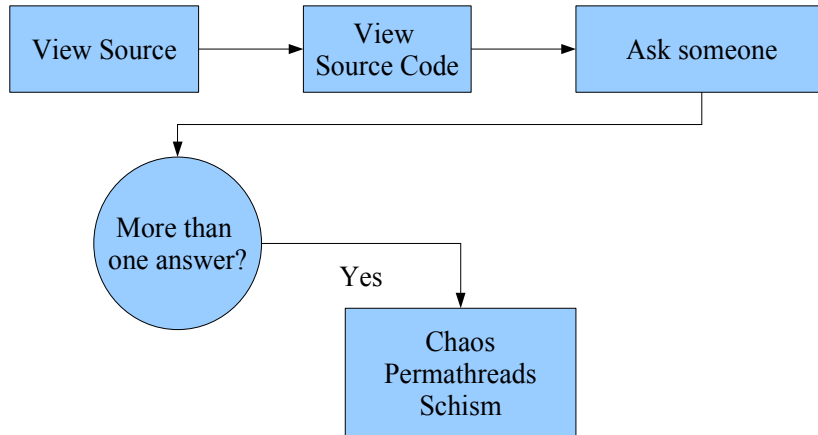 View Source
View
Source Code
Ask someone
More than
one answer?
Yes
Chaos
Permathreads
Schism